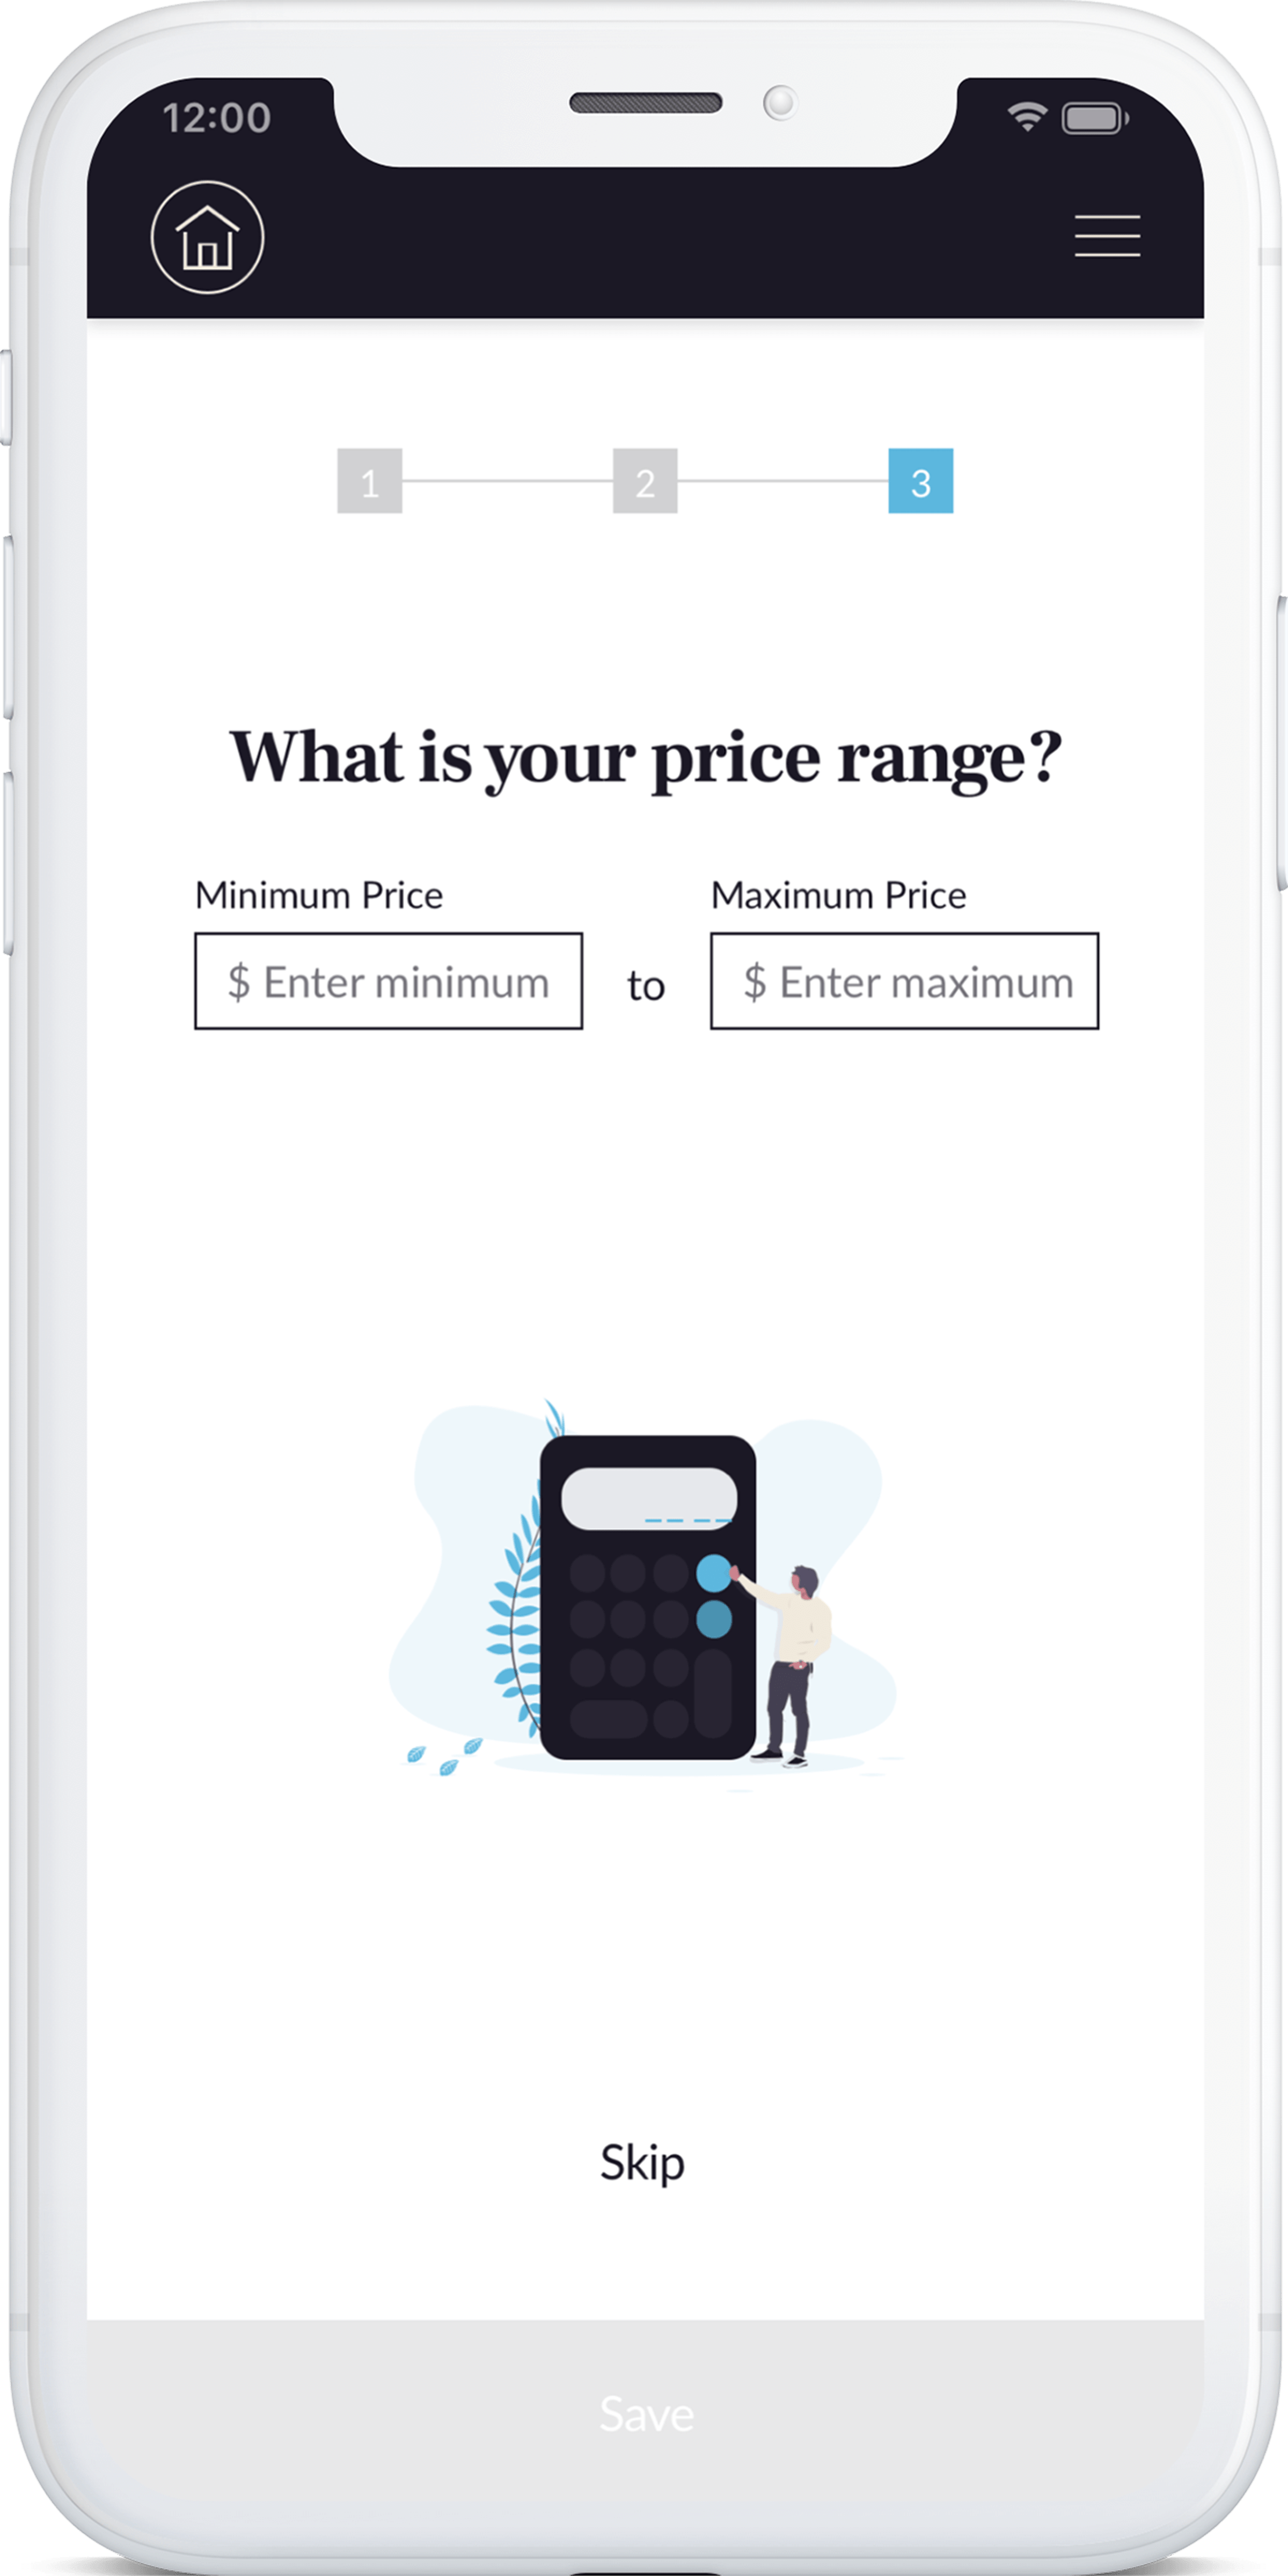 12:00
1 2 3
What is your price range?
Minimum Price Maximum Price
$ Enter minimum to $ Enter maximum
Skip
Save